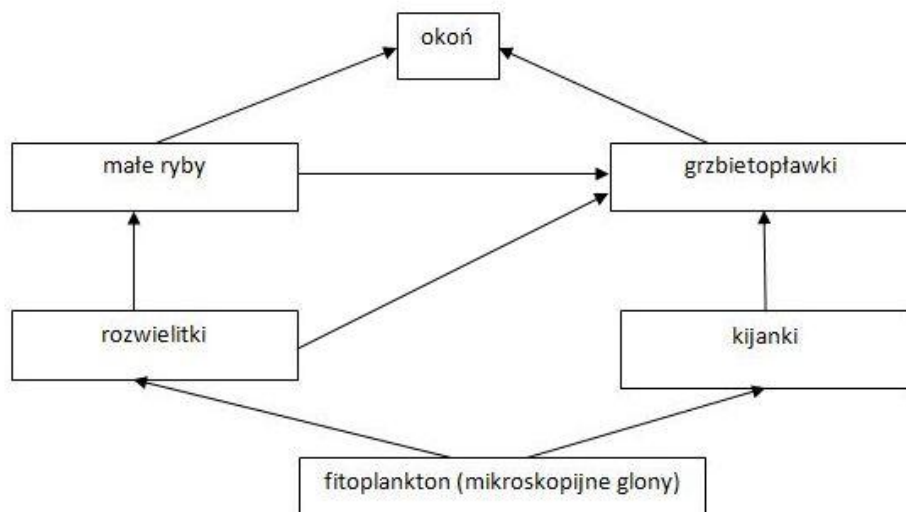 okoń
małe ryby
grzbietopławki
rozwielitki
kijanki
fitoplankton (mikroskopijne glony)